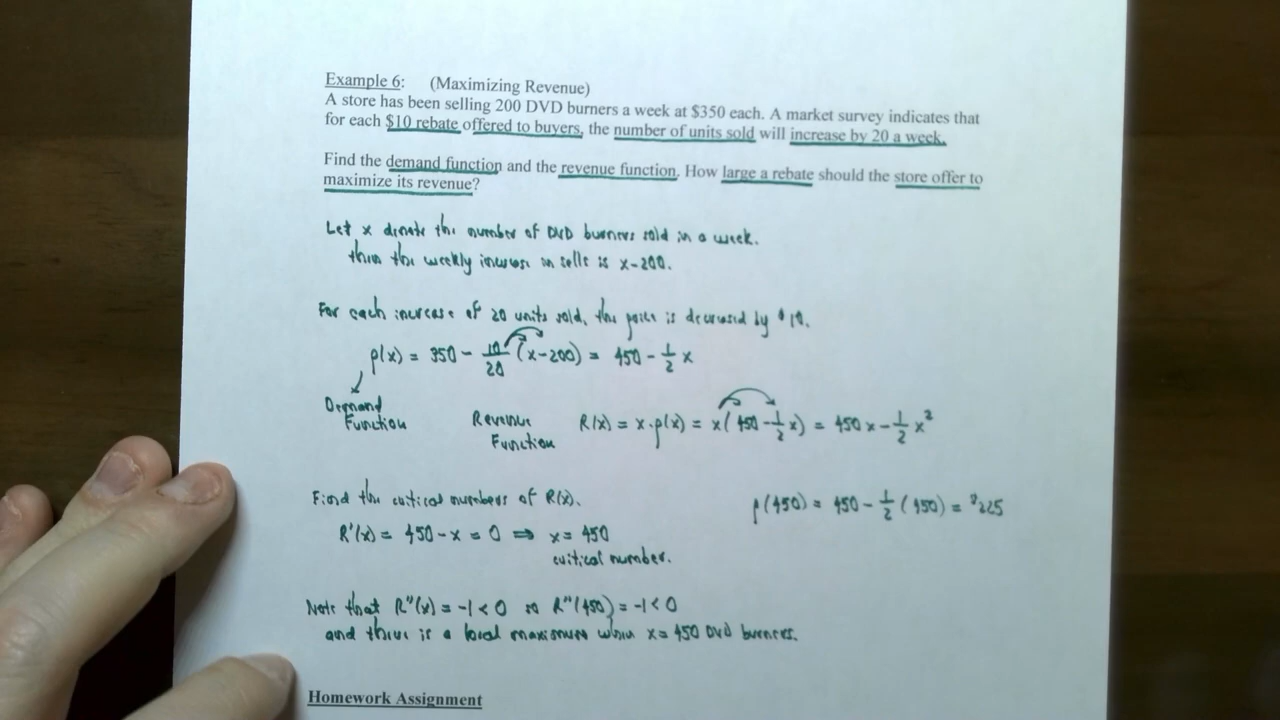 Example 6: (Maximizing Revenue)
A store has been selling 200 DVD burners a week at $350 each. A market survey indicates that
for each $10 rebate offered to buyers, the number of units sold will increase by 20 a week.
Find the demand function and the revenue function. How large a rebate should the store offer to
maximize its revenue?
Let x denote the number of DVD burners sold in a week.
then the weekly increase in sells is x-200.
For each increase of 20 units sold, the price is decreased by $10.
p(x) = 350 - 10/20 (x-200) = 450 - 1/2 x
Demand Function
Revenue Function R(x) = x·p(x) = x(450 - 1/2 x) = 450x - 1/2 x²
Find the critical numbers of R(x).
p(450) = 450 - 1/2 (450) = $225
R'(x) = 450 - x = 0 ⇒ x = 450
critical number.
Note that R''(x) = -1 < 0 so R''(450) = -1 < 0
and there is a local maximum when x = 450 DVD burners.
Homework Assignment